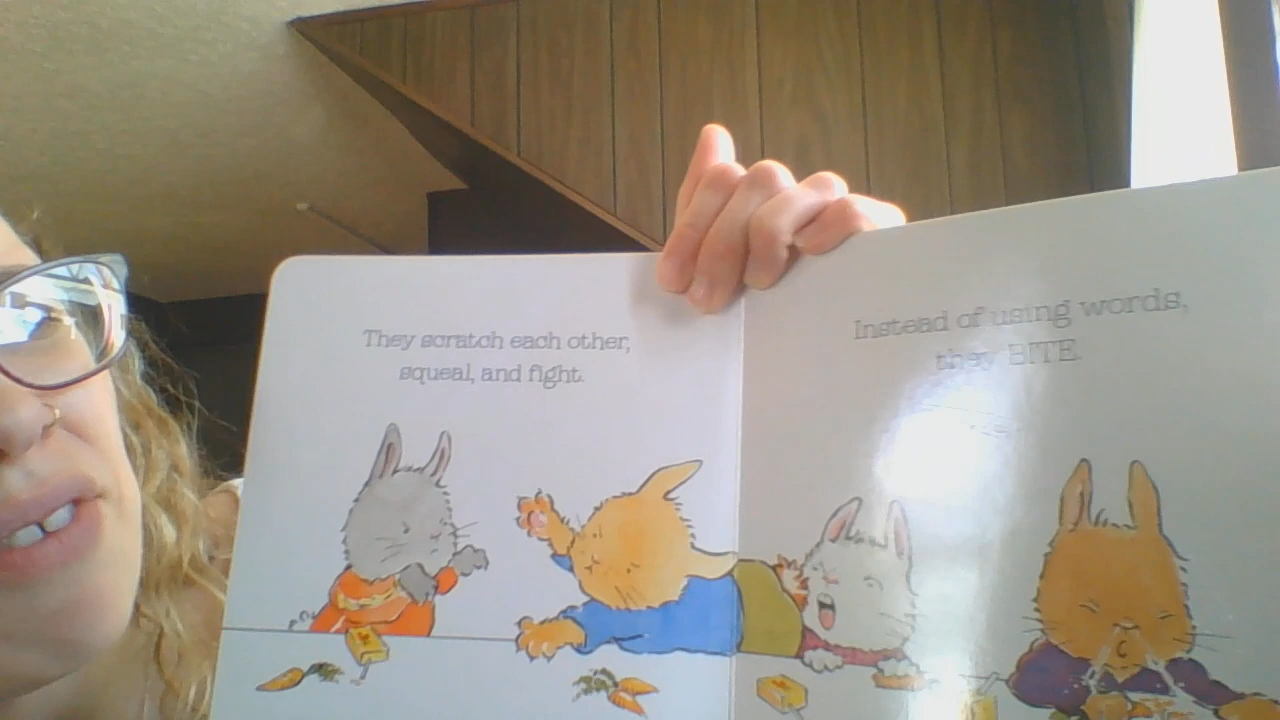 They scratch each other,
squeal, and fight.
Instead of using words,
they BITE.